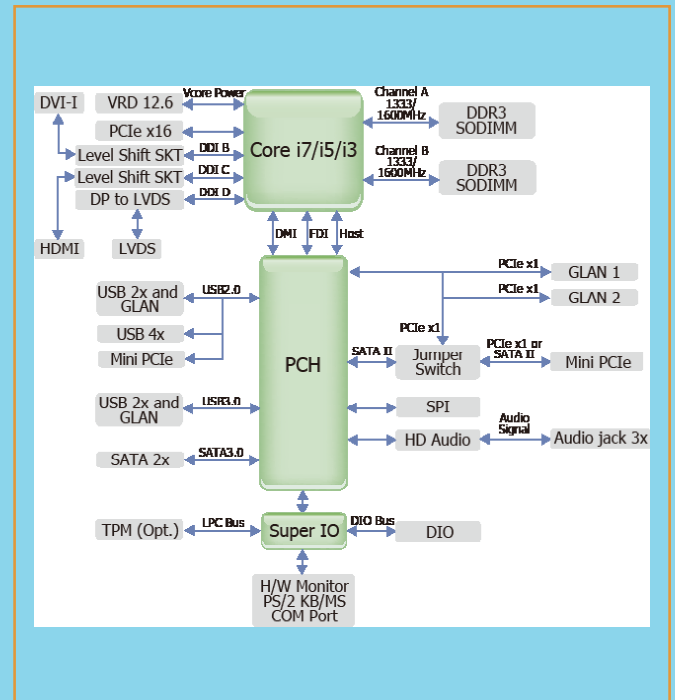 DVI-I
VRD 12.6
Vcore Power
PCIe x16
Level Shift SKT
DDI B
Level Shift SKT
DDI C
DP to LVDS
DDI D
HDMI
LVDS
Core i7/i5/i3
Channel A
1333/
1600MHz
DDR3
SODIMM
Channel B
1333/
1600MHz
DDR3
SODIMM
DMI
FDI
Host
USB 2x and
GLAN
USB2.0
USB 4x
Mini PCIe
USB 2x and
GLAN
USB3.0
SATA 2x
SATA3.0
PCH
PCIe x1
GLAN 1
PCIe x1
GLAN 2
PCIe x1
SATA II
Jumper
Switch
PCIe x1 or
SATA II
Mini PCIe
SPI
HD Audio
Audio
Signal
Audio jack 3x
TPM (Opt.)
LPC Bus
Super IO
DIO Bus
DIO
H/W Monitor
PS/2 KB/MS
COM Port